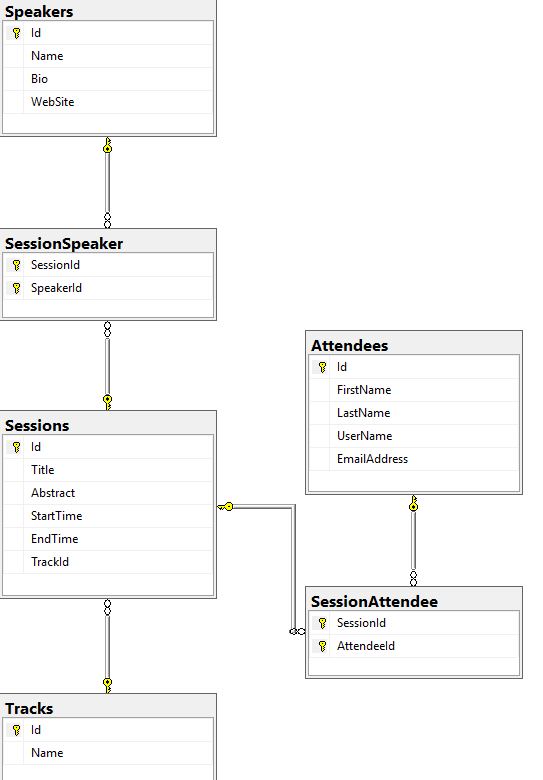 Speakers
Id
Name
Bio
WebSite
SessionSpeaker
SessionId
SpeakerId
Sessions
Id
Title
Abstract
StartTime
EndTime
TrackId
Attendees
Id
FirstName
LastName
UserName
EmailAddress
SessionAttendee
SessionId
AttendeeId
Tracks
Id
Name